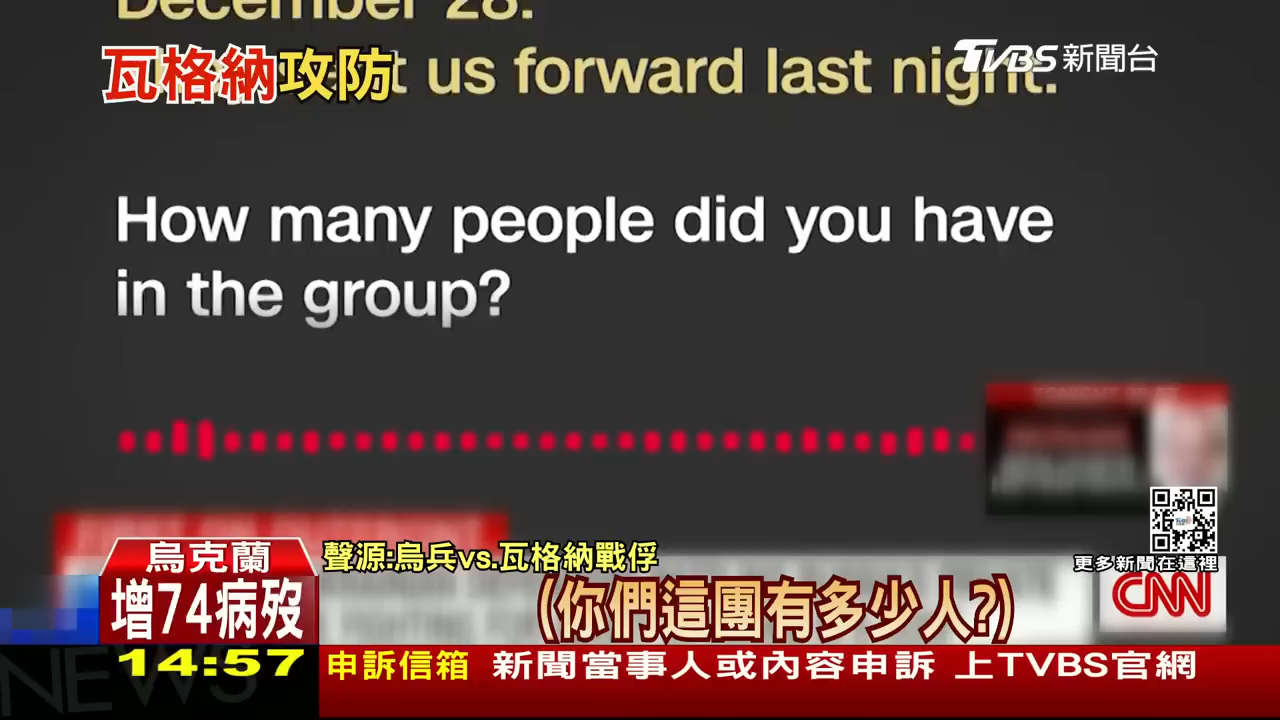 December 28.
瓦格納攻防
us forward last night.
TVBS新聞台
How many people did you have
in the group?
烏克蘭
聲源:烏兵vs.瓦格納戰俘
更多新聞在這裡
增74病歿
(你們這團有多少人?)
CNN
14:57
申訴信箱 新聞當事人或內容申訴 上TVBS官網
NEWS